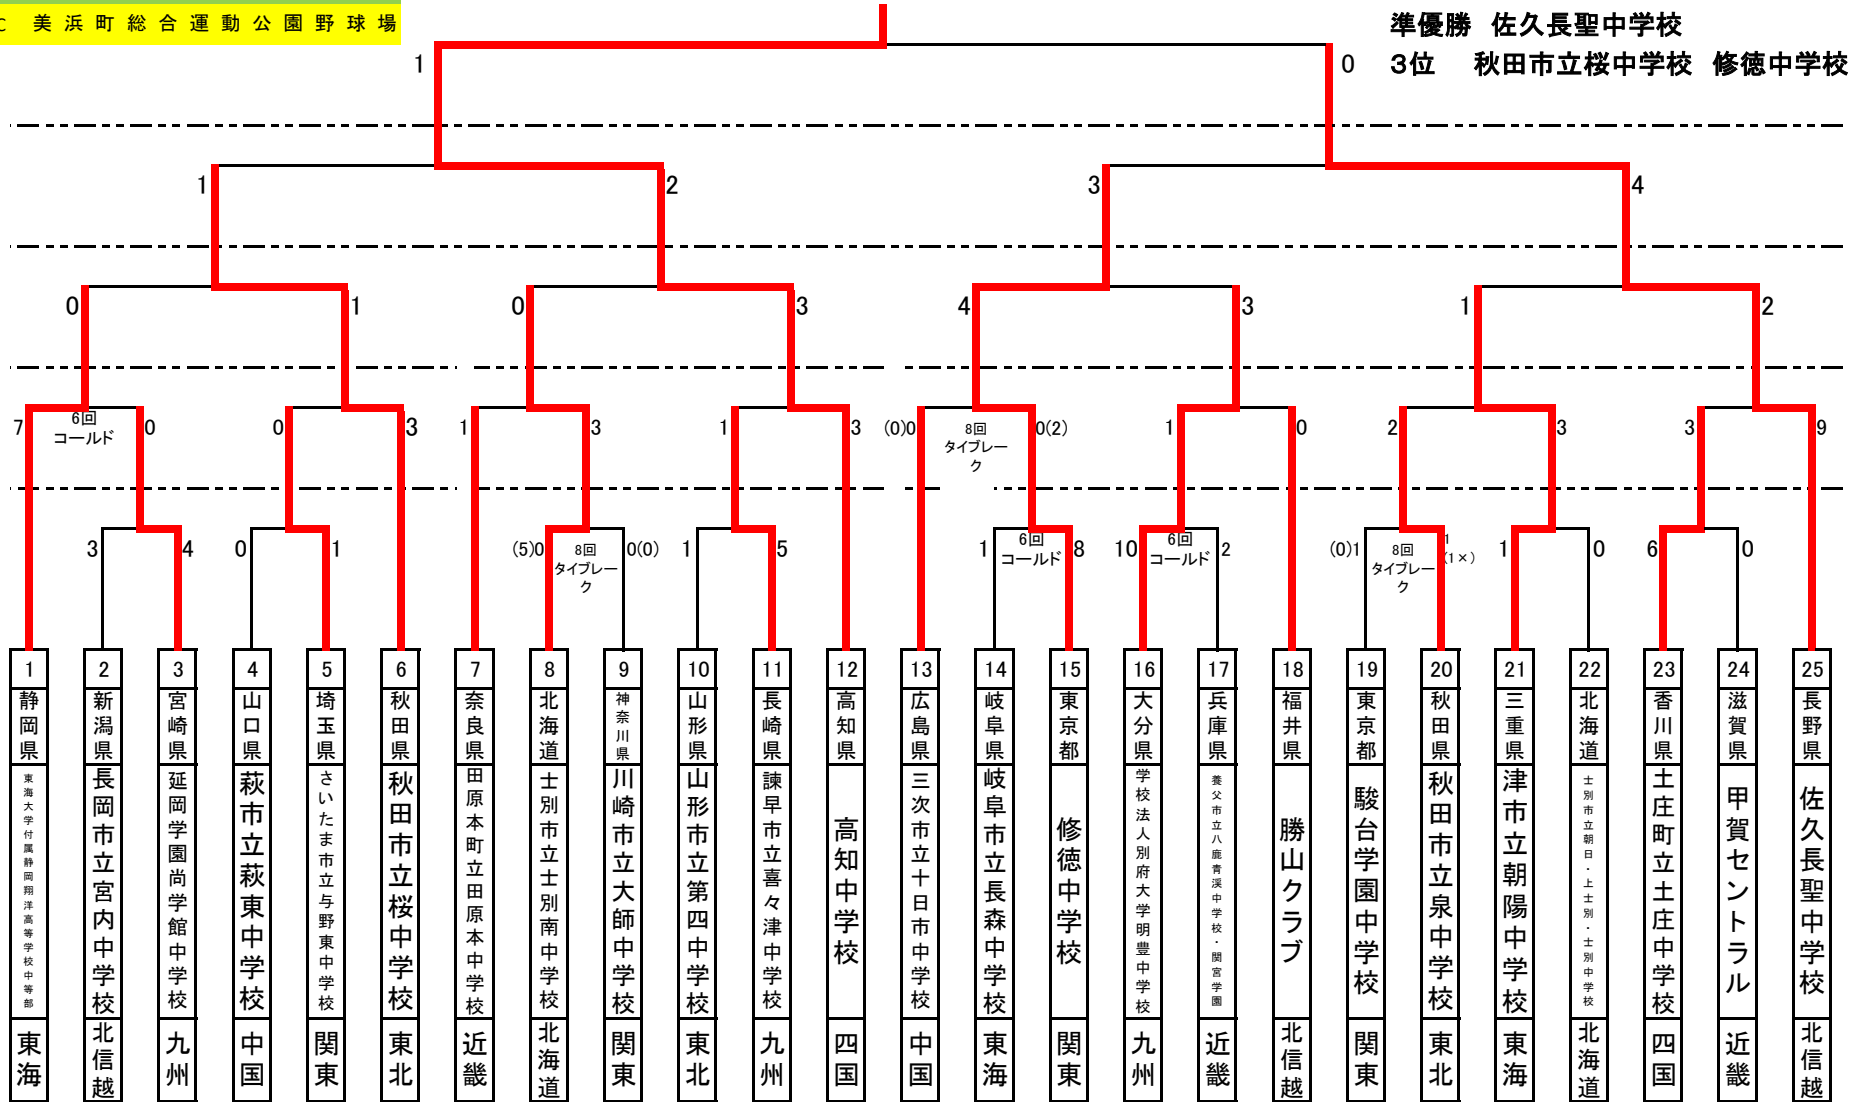 C 美浜町総合運動公園野球場
準優勝 佐久長聖中学校
3位 秋田市立桜中学校 修徳中学校
1 0
1 2 3 4
0 1 0 3 4 3 1 2
7 6回 コールド 0 0 3 1 3 1 3 (0)0 8回 タイブレーク 0(2) 1 0 2 3 3 9
3 4 0 1 (5)0 8回 タイブレーク 0(0) 1 5 1 6回 コールド 8 10 6回 コールド 2 (0)1 8回 タイブレーク 1 (1×) 1 0 6 0
1 静岡県 東海大学付属静岡翔洋高等学校中等部 東海
2 新潟県 長岡市立宮内中学校 北信越
3 宮崎県 延岡学園尚学館中学校 九州
4 山口県 萩市立萩東中学校 中国
5 埼玉県 さいたま市立与野東中学校 関東
6 秋田県 秋田市立桜中学校 東北
7 奈良県 田原本町立田原本中学校 近畿
8 北海道 士別市立士別南中学校 北海道
9 神奈川県 川崎市立大師中学校 関東
10 山形県 山形市立第四中学校 東北
11 長崎県 諫早市立喜々津中学校 九州
12 高知県 高知中学校 四国
13 広島県 三次市立十日市中学校 中国
14 岐阜県 岐阜市立長森中学校 東海
15 東京都 修徳中学校 関東
16 大分県 学校法人別府大学明豊中学校 九州
17 兵庫県 養父市立八鹿青渓中学校・関宮学園 近畿
18 福井県 勝山クラブ 北信越
19 東京都 駿台学園中学校 関東
20 秋田県 秋田市立泉中学校 東北
21 三重県 津市立朝陽中学校 東海
22 北海道 士別市立朝日・上士別・士別中学校 北海道
23 香川県 土庄町立土庄中学校 四国
24 滋賀県 甲賀セントラル 近畿
25 長野県 佐久長聖中学校 北信越